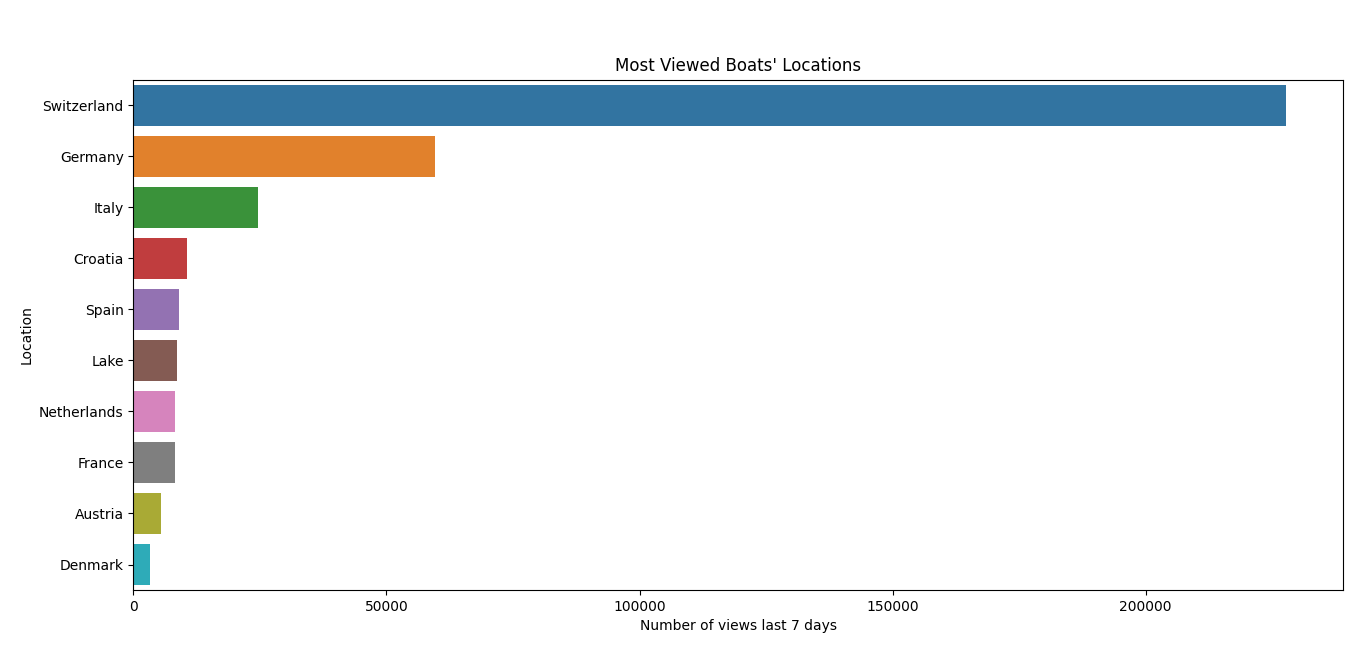 Most Viewed Boats' Locations
Switzerland
Germany
Italy
Croatia
Spain
Lake
Netherlands
France
Austria
Denmark
Location
0 50000 100000 150000 200000
Number of views last 7 days